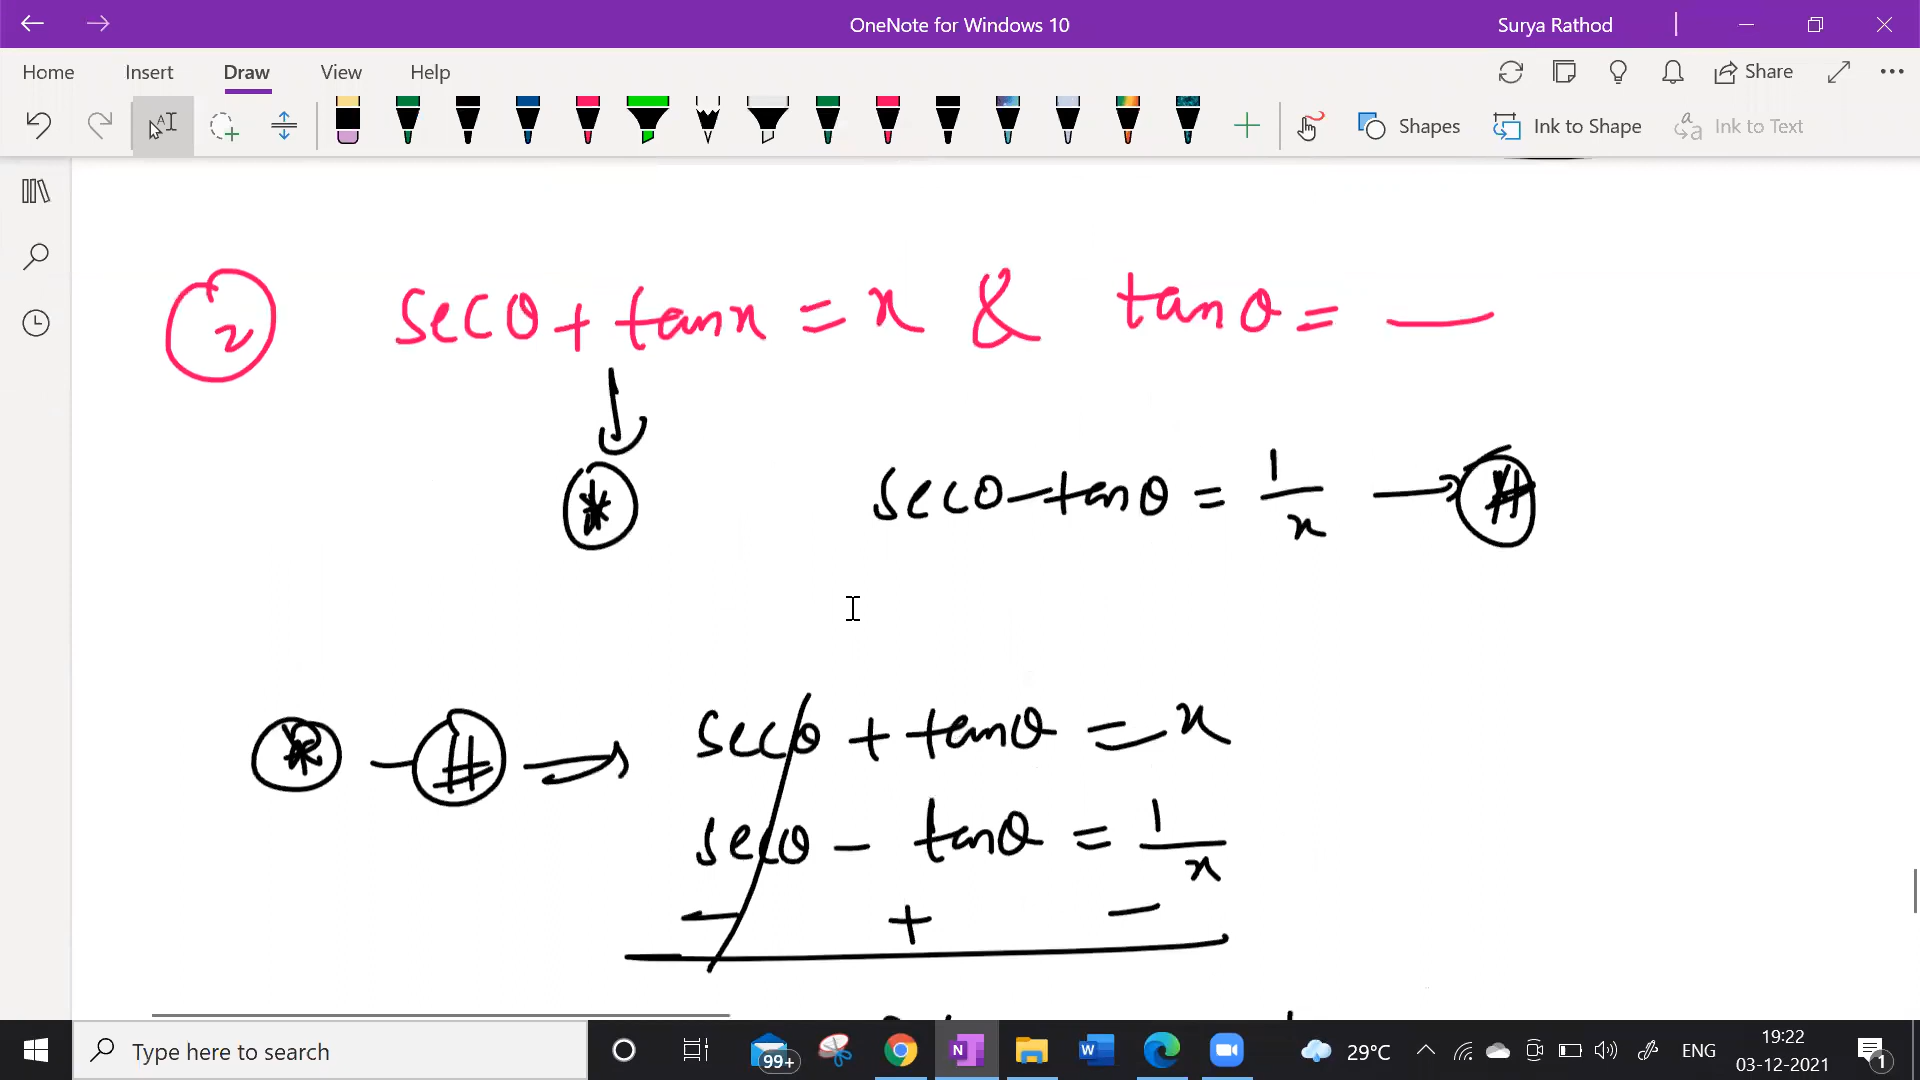 OneNote for Windows 10
Surya Rathod
Home Insert Draw View Help
Share
Shapes Ink to Shape Ink to Text
2 secθ + tanx = x & tanθ = __
*
secθ - tanθ = 1/x → #
* - # ⇒ secθ + tanθ = x
secθ - tanθ = 1/x
- + -
Type here to search
99+
29°C
ENG
19:22
03-12-2021
1